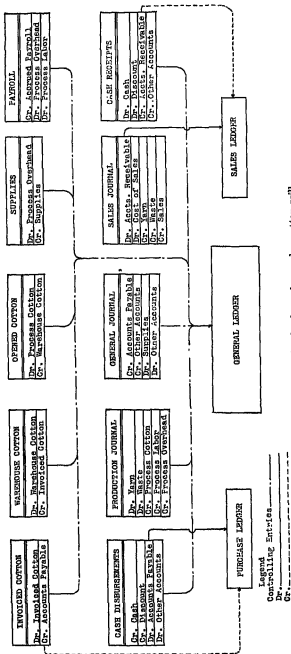 INVOICED COTTON
Dr. Invoiced Cotton
Cr. Accounts Payable
WAREHOUSE COTTON
Dr. Warehouse Cotton
Cr. Invoiced Cotton
OPENED COTTON
Dr. Process Cotton
Cr. Warehouse Cotton
SUPPLIES
Dr. Process Overhead
Cr. Supplies
PAYROLL
Cr. Accrued Payroll
Dr. Process Overhead
Dr. Process Labor
CASH DISBURSEMENTS
Cr. Cash
Cr. Discount
Dr. Accounts Payable
Dr. Other Accounts
PRODUCTION JOURNAL
Dr. Yarn
Dr. Waste
Cr. Process Cotton
Cr. Process Labor
Cr. Process Overhead
GENERAL JOURNAL
Cr. Accounts Payable
Cr. Other Accounts
Dr. Supplies
Dr. Other Accounts
SALES JOURNAL
Dr. Accts. Receivable
Dr. Cost of Sales
Cr. Yarn
Cr. Waste
Cr. Sales
CASH RECEIPTS
Dr. Cash
Dr. Discount
Cr. Accts. Receivable
Cr. Other Accounts
PURCHASE LEDGER
GENERAL LEDGER
SALES LEDGER
Legend
Controlling Entries
Dr.
Cr.